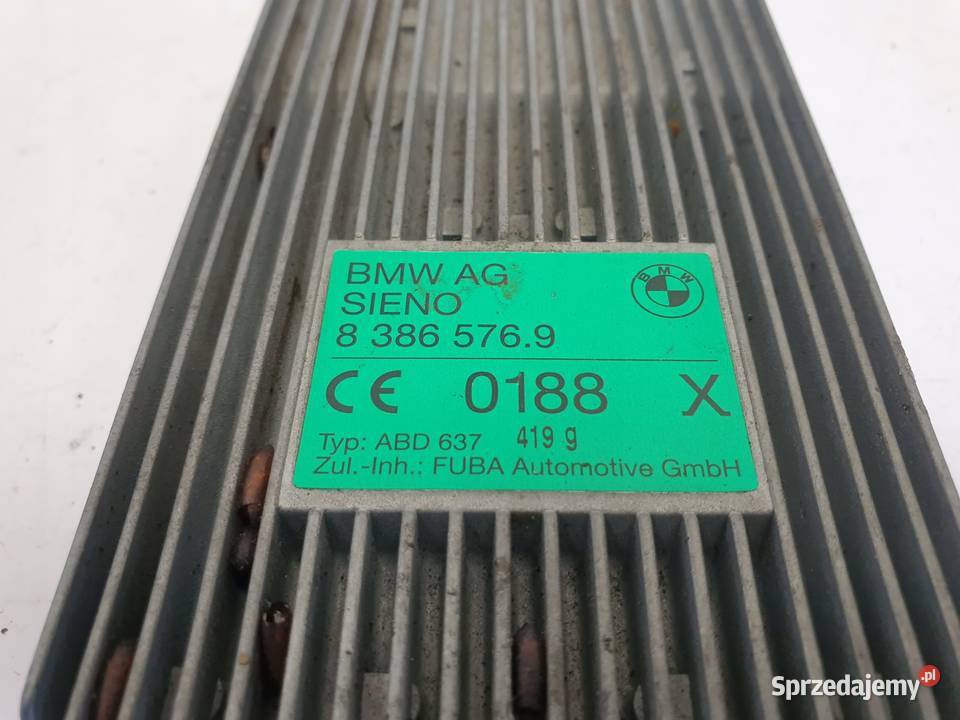 BMW AG
SIENO
8 386 576.9
BMW
CE 0188 X
Typ: ABD 637 419 g
Zul.-Inh.: FUBA Automotive GmbH
Sprzedajemy.pl